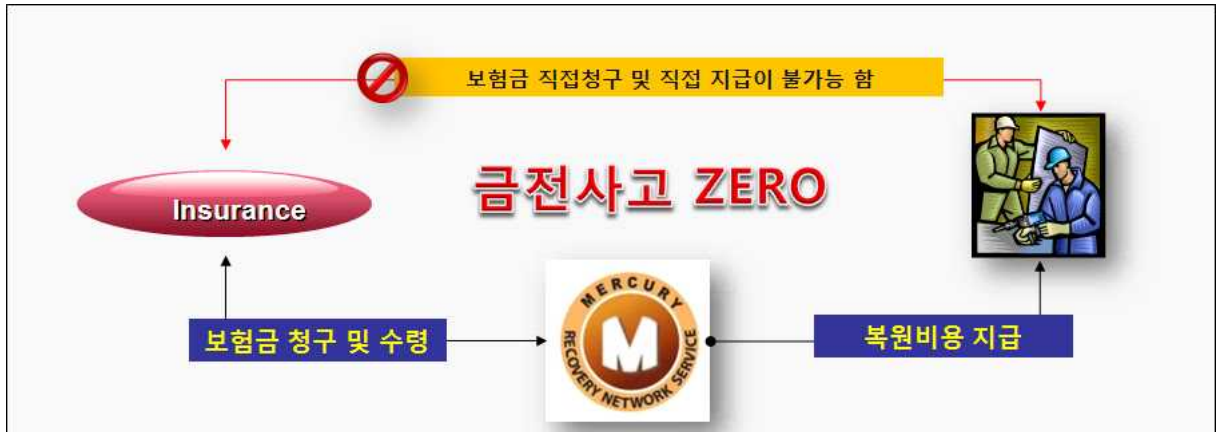 보험금 직접청구 및 직접 지급이 불가능 함
금전사고 ZERO
Insurance
MERCURY
M
RECOVERY NETWORK SERVICE
보험금 청구 및 수령
복원비용 지급